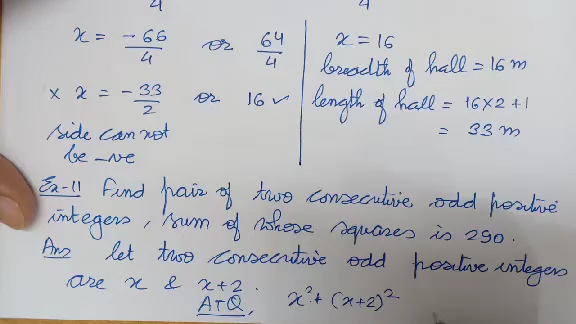 4
4
x = -66/4 or 64/4
× x = -33/2 or 16 ✓
side can not
be -ve
x = 16
breadth of hall = 16 m
length of hall = 16×2+1
= 33 m
Ex-11 Find pair of two consecutive odd positive
integers, sum of whose squares is 290.
Ans let two consecutive odd positive integers
are x & x+2.
ATQ, x² + (x+2)²